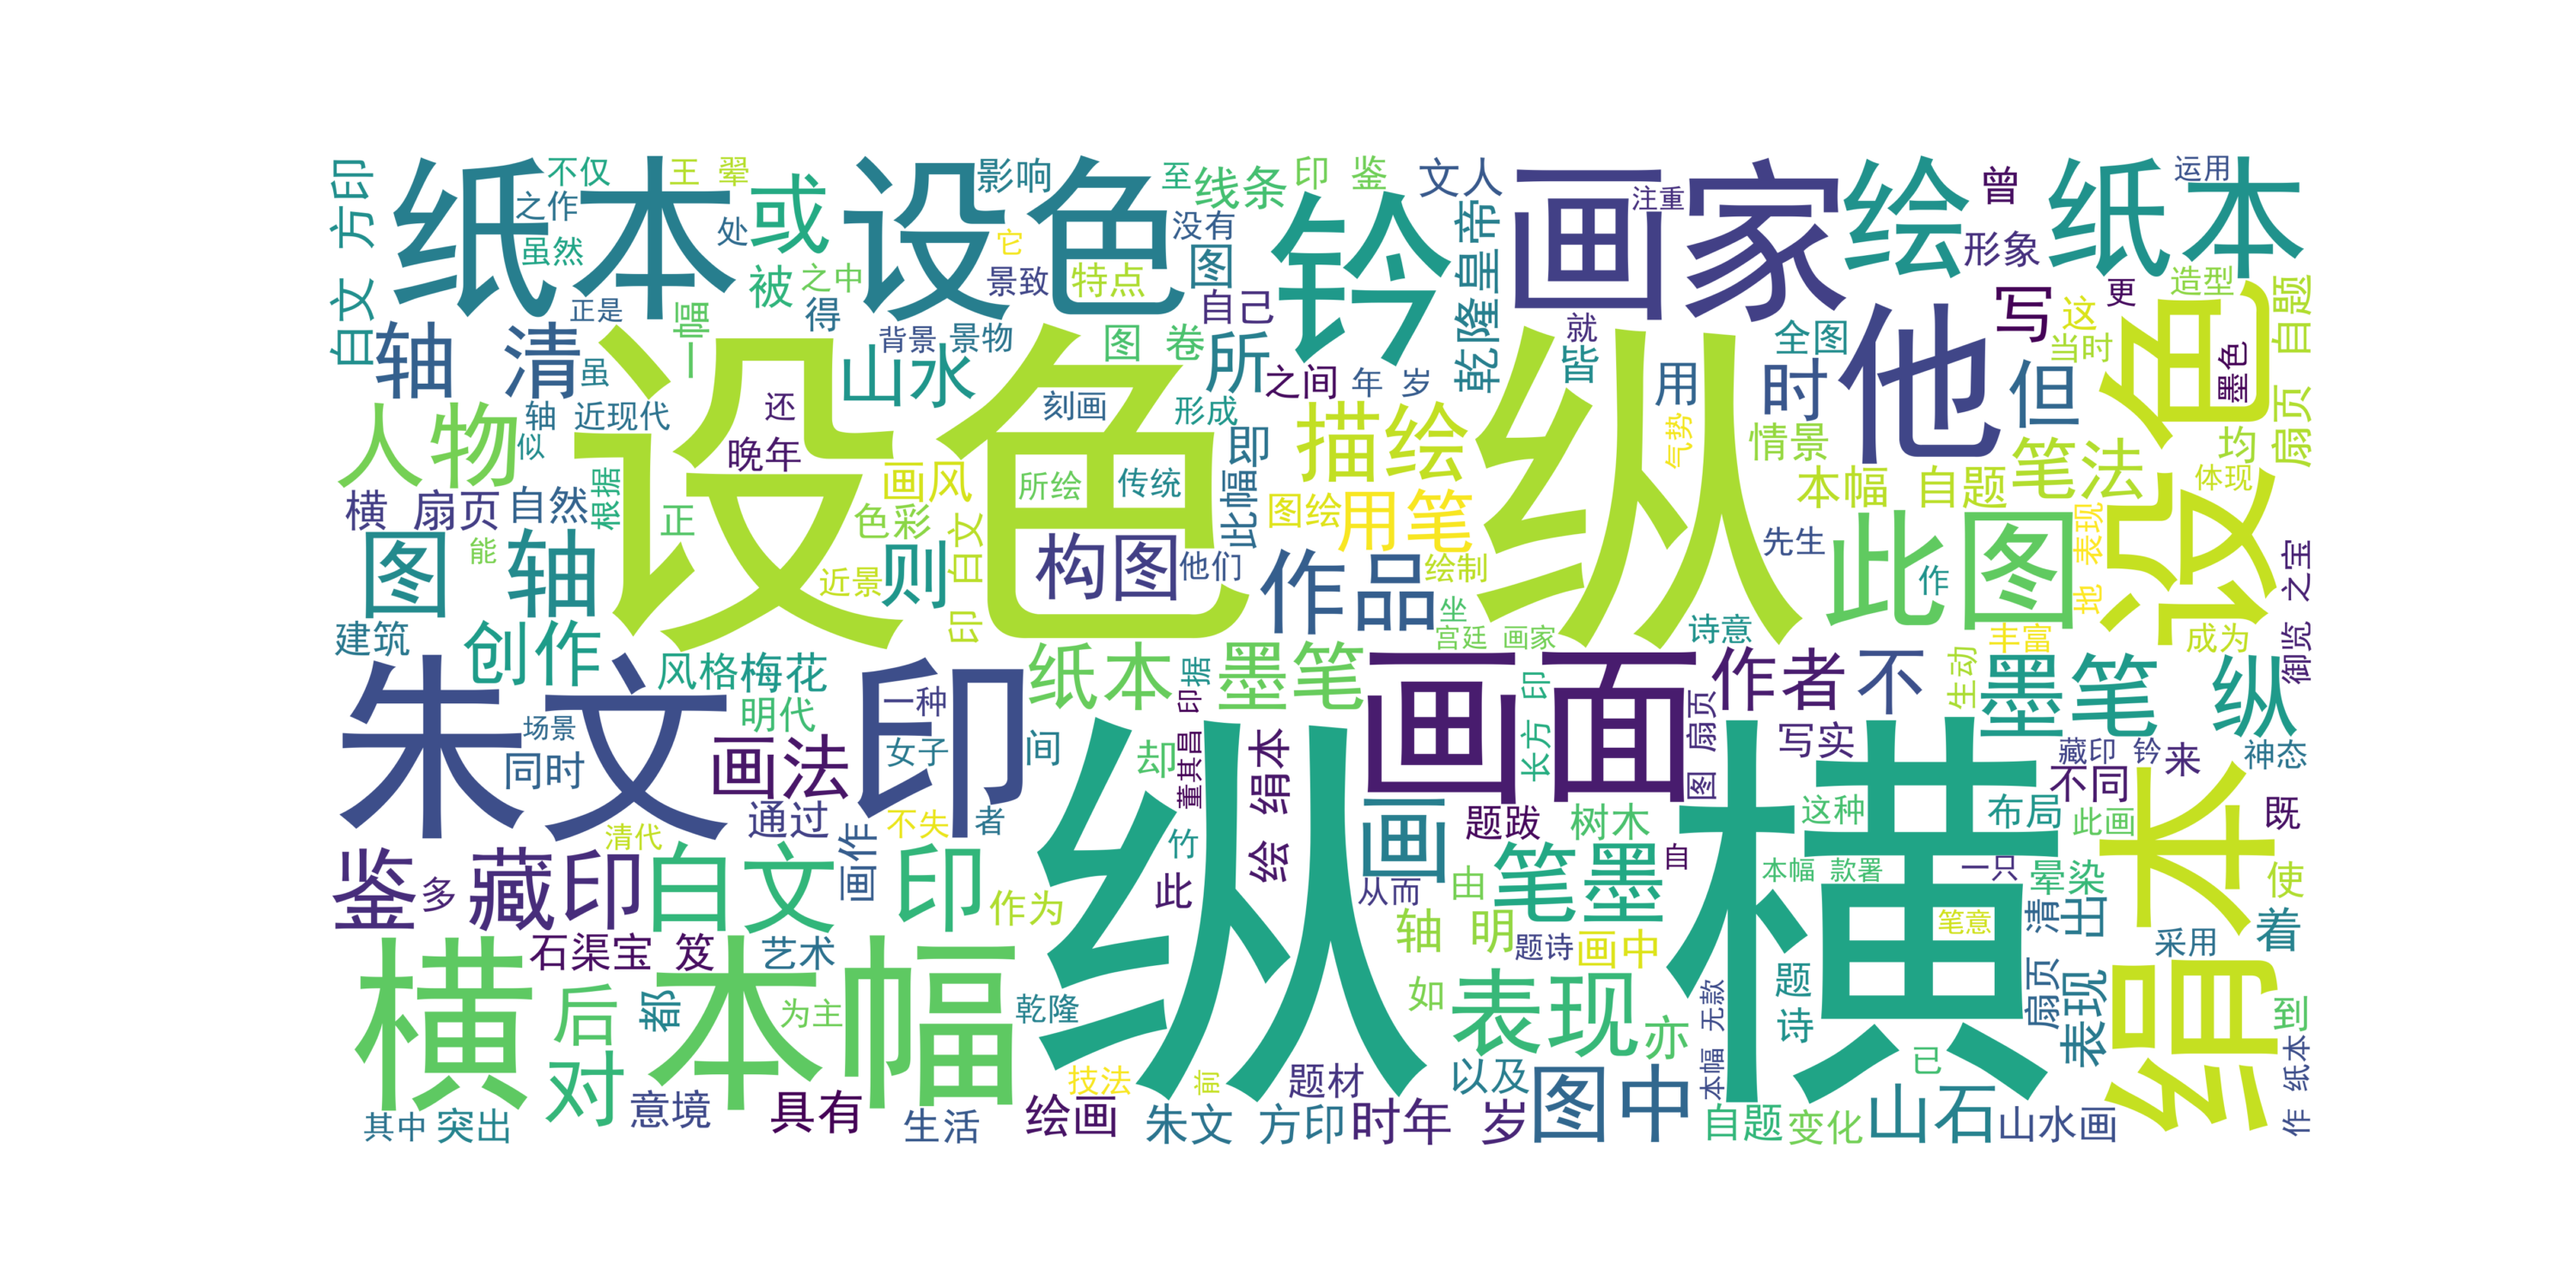 白文 方印
纸本
设色
不仅
之作
虽然
王 翚
处
或
影响
没有
至
线条
印 鉴
钤
文人
乾隆皇帝
画家
注重
绘
曾
形象
纸本
运用
造型
扇页 自题
轴 清
正是
虽
一幅
被
之中
它
得
景致
特点
图
自己
背景
景物
山水
图 卷
所
之间
年 岁
就
皆
用
时
全图
他
但
写
这
更
当时
墨色
设色
人物
轴 近现代
似
设色
还
晚年
刻画
形成
即
描绘
纵
气势
情景
本幅 自题
笔法
均
体现
横 扇页
自然
根据
正
画风
色彩
所绘
传统
此幅
图绘
用笔
先生
此图
作
地 表现
御览 之宝
图
能
轴
近景
则
印 白文
构图
他们
作品
绘制
坐
宫廷 画家
诗意
丰富
成为
建筑
创作
风格
梅花
明代
纸本
据
墨笔
画面
长方 印
图 扇页
作者
不
生动
墨笔 纵
朱文
印
场景
同时
画法
一种
女子
间
却
董其昌 印
绘 绢本
写实
藏印 钤
来
神态
通过
清代
不失
者
画作
纵
竹
此
画
题跋
树木
横
这种
布局
不同
此画
既
绢本
鉴
多
藏印
白文 印
作为
从而
由
笔墨
自
本幅 款署
一只
晕染
笔意
清
出
使
着
采用
石渠宝 笈
艺术
轴 明
题诗
画中
横
本幅
后
都
为主
乾隆
如
表现
亦
本幅 无款
题
诗
扇页
表现
到
作 纸本
对
意境
具有
生活
技法
前
绘画
题材
以及
图中
已
其中
突出
朱文 方印
时年 岁
自题
变化
山石
山水画